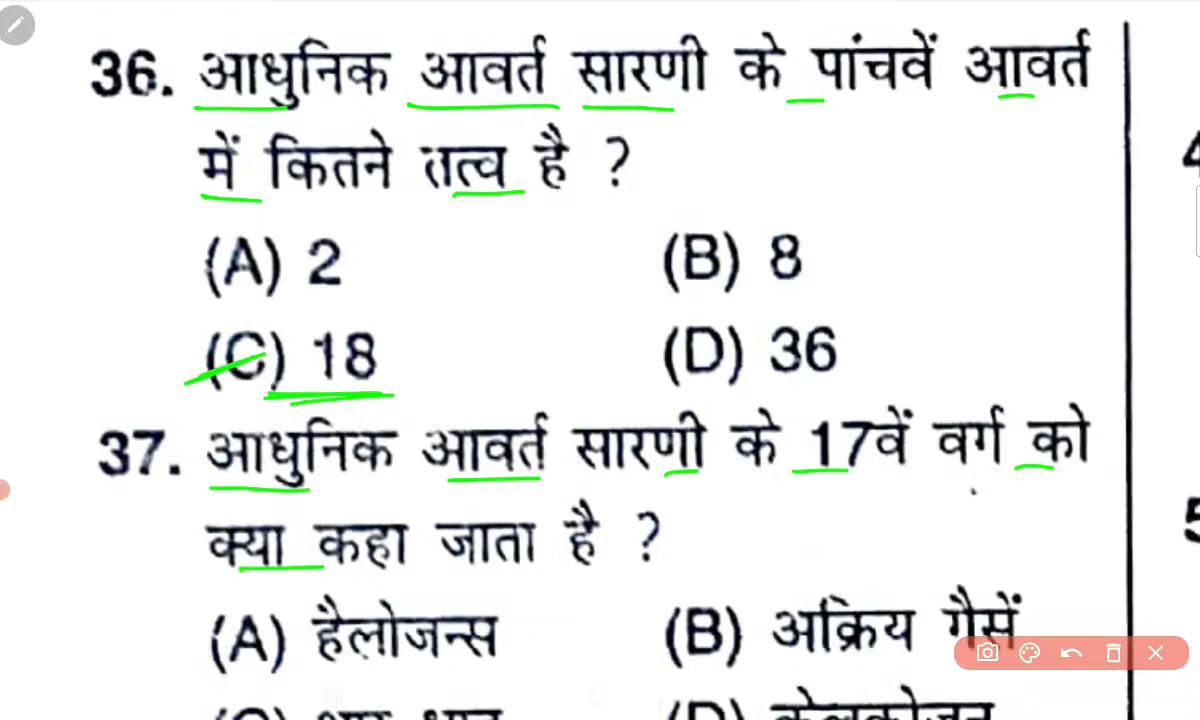 36. आधुनिक आवर्त सारणी के पांचवें आवर्त
में कितने तत्व है ?
(A) 2 (B) 8
(C) 18 (D) 36
37. आधुनिक आवर्त सारणी के 17वें वर्ग को
क्या कहा जाता है ?
(A) हैलोजन्स (B) अक्रिय गैसें